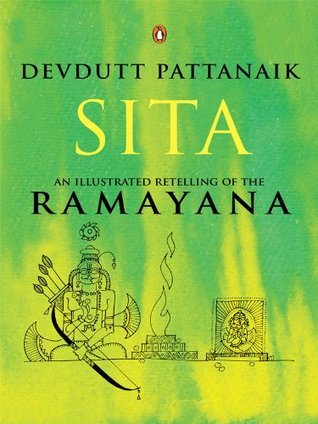 DEVDUTT PATTANAIK
SITA
AN ILLUSTRATED RETELLING OF THE
RAMAYANA